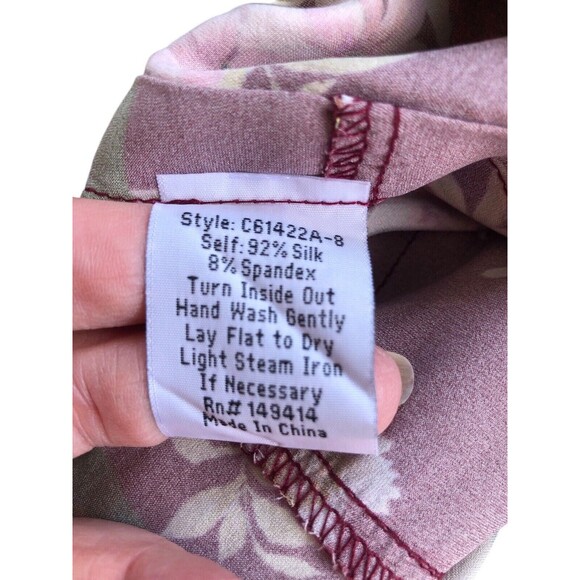 Style: C61422A-8
Self: 92% Silk
8% Spandex
Turn Inside Out
Hand Wash Gently
Lay Flat to Dry
Light Steam Iron
If Necessary
Rn# 149414
Made In China